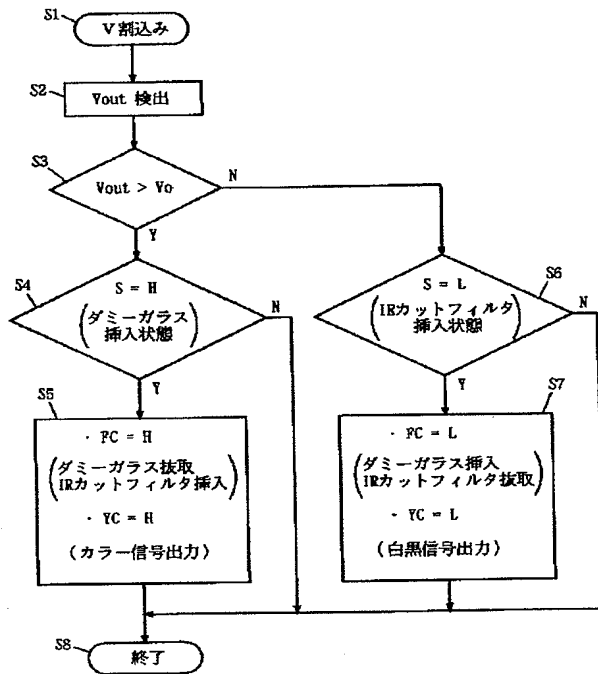 S1
V割込み
S2
Vout 検出
S3
Vout > Vo
N
Y
S4
S = H
(ダミーガラス
挿入状態)
N
Y
S6
S = L
(IRカットフィルタ
挿入状態)
N
Y
S5
・ FC = H
(ダミーガラス抜取
IRカットフィルタ挿入)
・ YC = H
(カラー信号出力)
S7
・ FC = L
(ダミーガラス挿入
IRカットフィルタ抜取)
・ YC = L
(白黒信号出力)
S8
終了